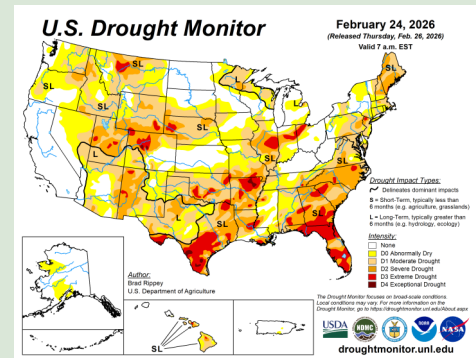 U.S. Drought Monitor
February 24, 2026
(Released Thursday, Feb. 26, 2026)
Valid 7 a.m. EST
SL
SL
SL
SL
SL
L
L
L
SL
SL
L
SL
SL
SL
Drought Impact Types:
Delineates dominant impacts
S = Short-Term, typically less than
6 months (e.g. agriculture, grasslands)
L = Long-Term, typically greater than
6 months (e.g. hydrology, ecology)
Intensity:
None
D0 Abnormally Dry
D1 Moderate Drought
D2 Severe Drought
D3 Extreme Drought
D4 Exceptional Drought
Author:
Brad Rippey
U.S. Department of Agriculture
The Drought Monitor focuses on broad-scale conditions.
Local conditions may vary. For more information on the
Drought Monitor, go to https://droughtmonitor.unl.edu/About.aspx
USDA
NDMC
NOAA
NASA
droughtmonitor.unl.edu